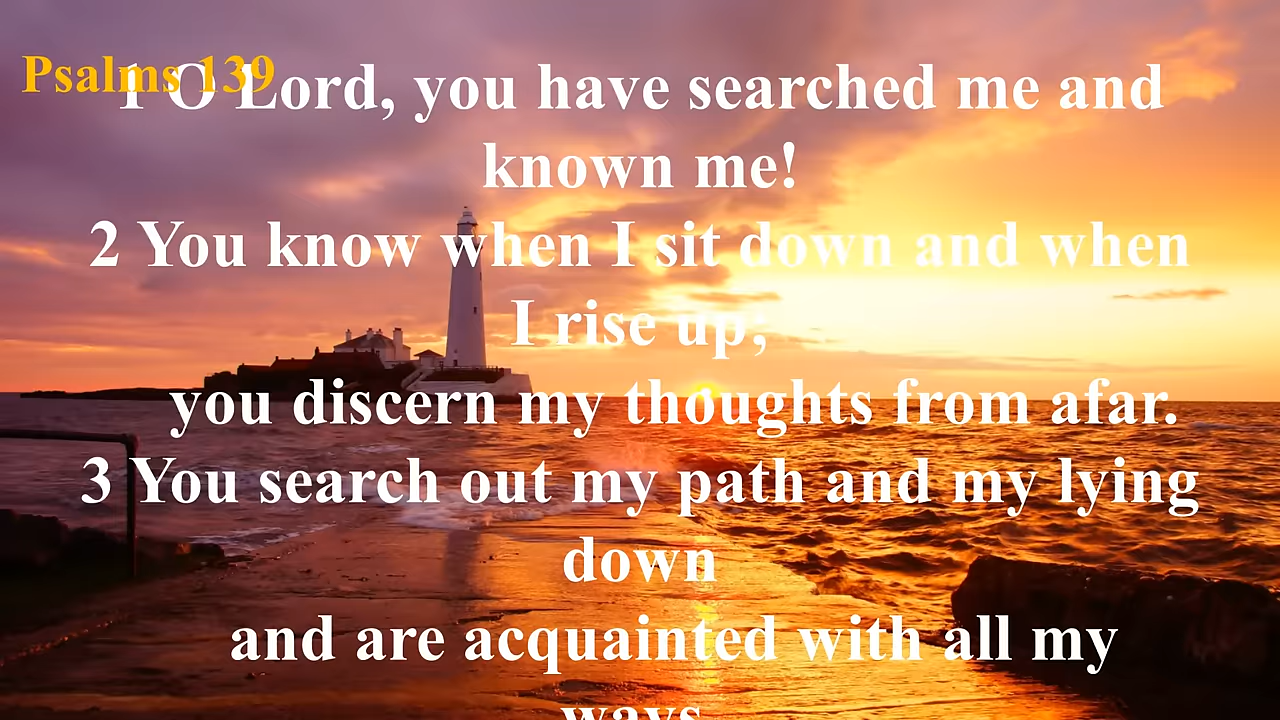 Psalms 139
1 O Lord, you have searched me and
known me!
2 You know when I sit down and when
I rise up;
you discern my thoughts from afar.
3 You search out my path and my lying
down
and are acquainted with all my
ways